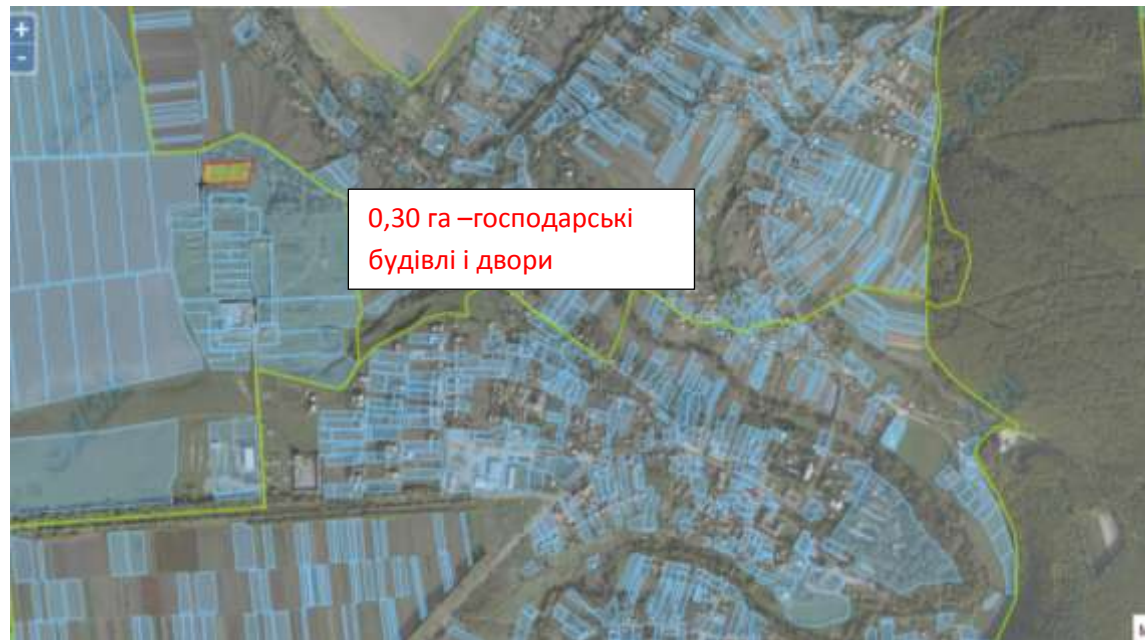 +
-
0,30 га –господарські
будівлі і двори